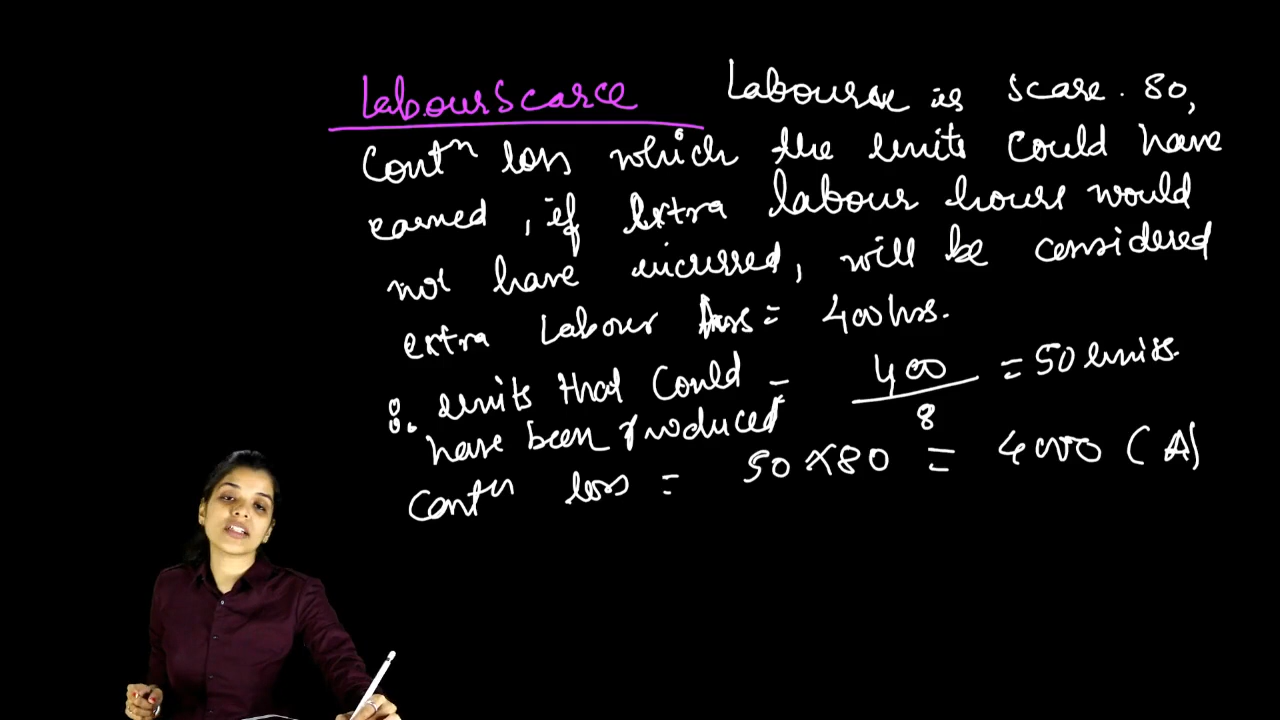 Labour Scarce Labour is scare. So,
Contn loss which the units could have
earned, if extra labour hours would
not have incurred, will be considered
extra Labour hrs = 400 hrs.
∴ units that could have been produced = 400/8 = 50 units.
Contn loss = 50 × 80 = 4000 (A)